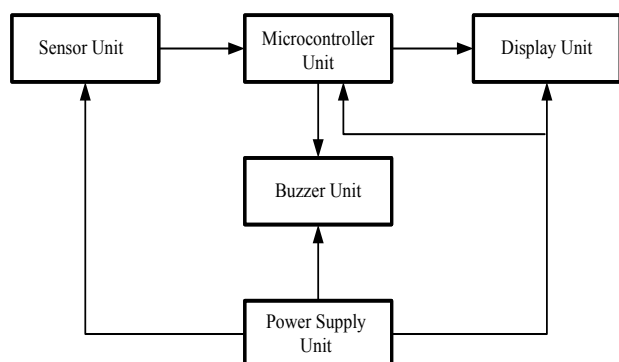 Sensor Unit
Microcontroller
Unit
Display Unit
Buzzer Unit
Power Supply
Unit